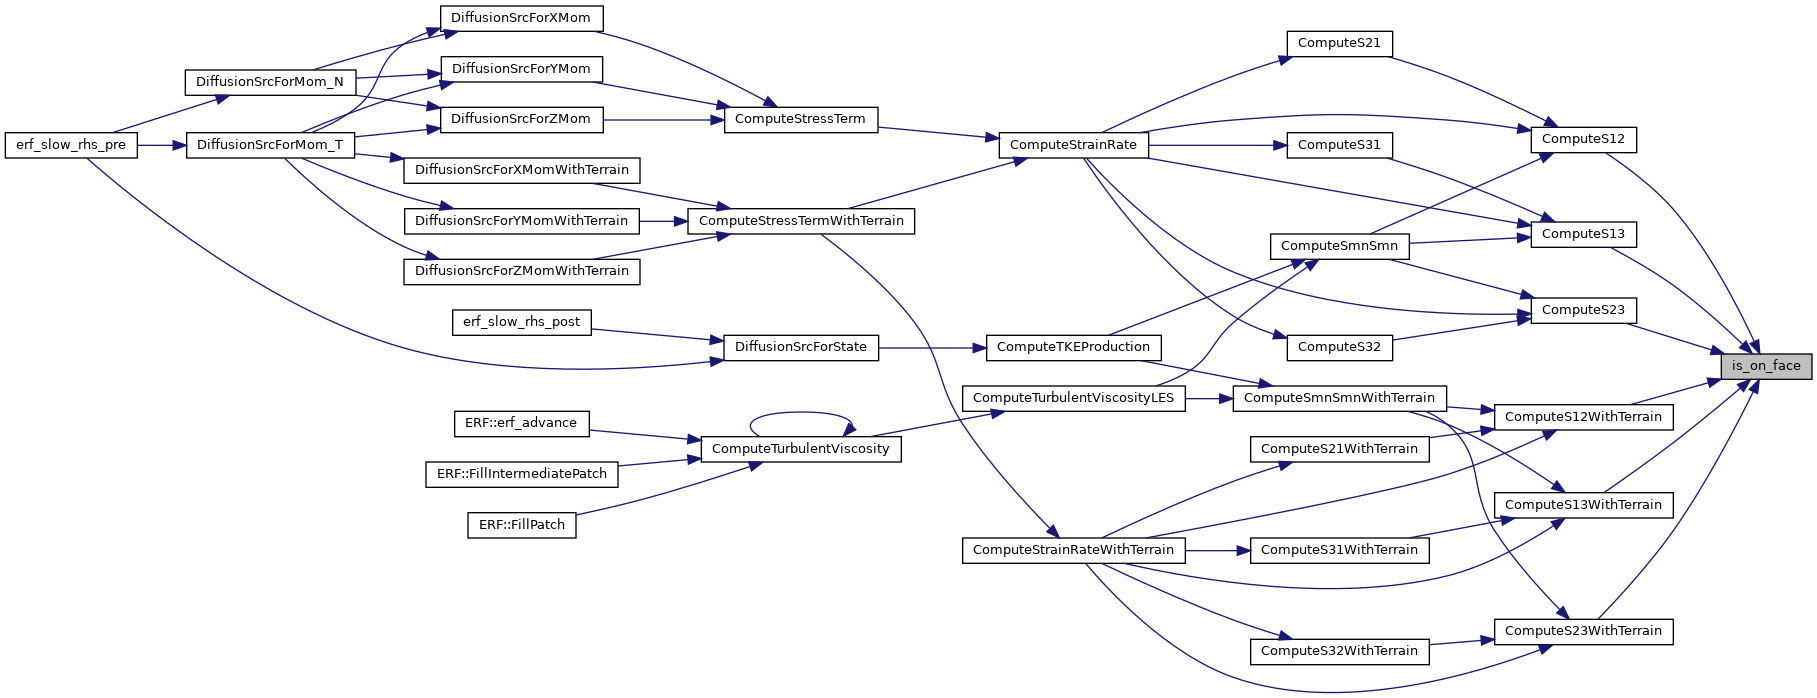 DiffusionSrcForXMom
ComputeS21
DiffusionSrcForYMom
DiffusionSrcForMom_N
DiffusionSrcForZMom
ComputeStressTerm
ComputeS12
erf_slow_rhs_pre
DiffusionSrcForMom_T
ComputeStrainRate
ComputeS31
DiffusionSrcForXMomWithTerrain
DiffusionSrcForYMomWithTerrain
ComputeStressTermWithTerrain
ComputeS13
ComputeSmnSmn
DiffusionSrcForZMomWithTerrain
ComputeS23
erf_slow_rhs_post
DiffusionSrcForState
ComputeTKEProduction
ComputeS32
is_on_face
ComputeTurbulentViscosityLES
ComputeSmnSmnWithTerrain
ComputeS12WithTerrain
ERF::erf_advance
ComputeTurbulentViscosity
ComputeS21WithTerrain
ERF::FillIntermediatePatch
ComputeS13WithTerrain
ERF::FillPatch
ComputeStrainRateWithTerrain
ComputeS31WithTerrain
ComputeS23WithTerrain
ComputeS32WithTerrain